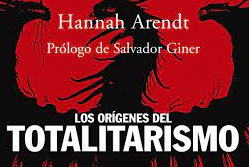 Hannah Arendt
Prólogo de Salvador Giner
LOS ORÍGENES DEL
TOTALITARISMO